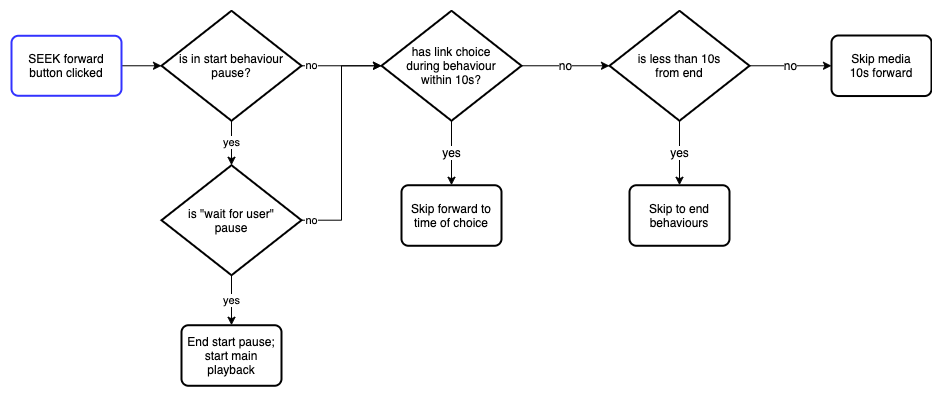 SEEK forward
button clicked
is in start behaviour
pause?
no
has link choice
during behaviour
within 10s?
no
is less than 10s
from end
no
Skip media
10s forward
yes
yes
yes
is "wait for user"
pause
no
Skip forward to
time of choice
Skip to end
behaviours
yes
End start pause;
start main
playback